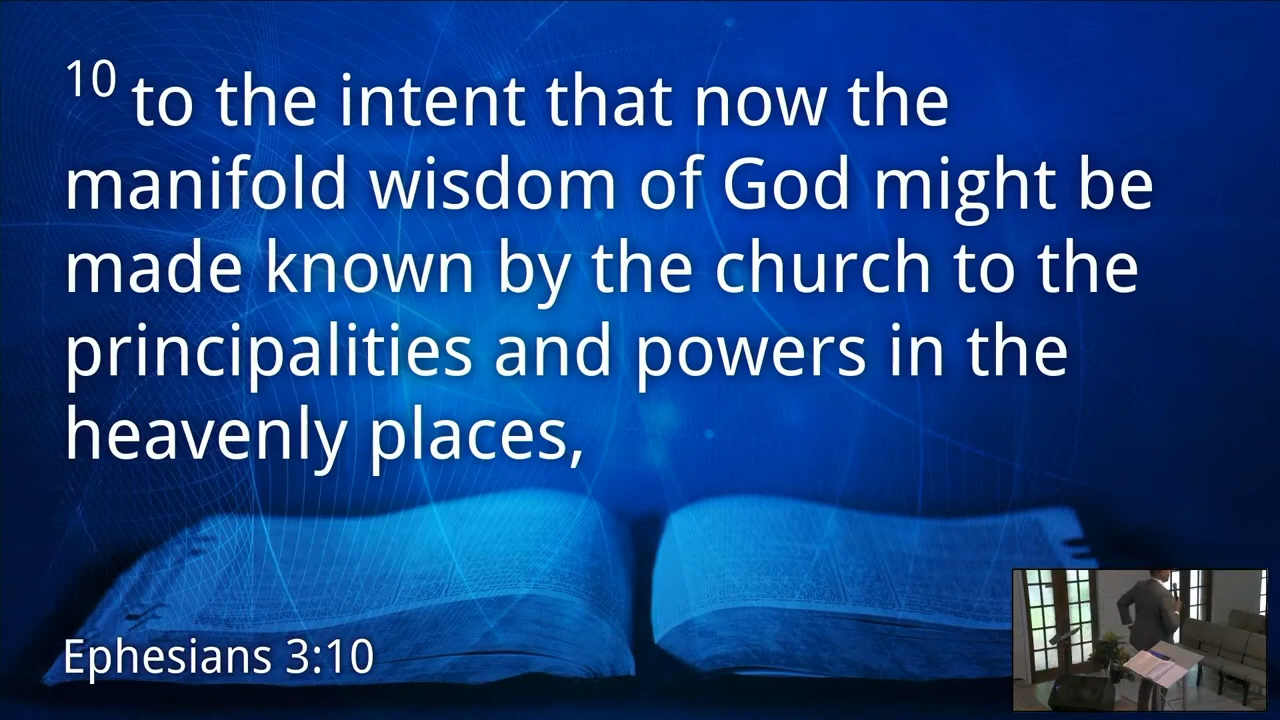 10 to the intent that now the
manifold wisdom of God might be
made known by the church to the
principalities and powers in the
heavenly places,
Ephesians 3:10